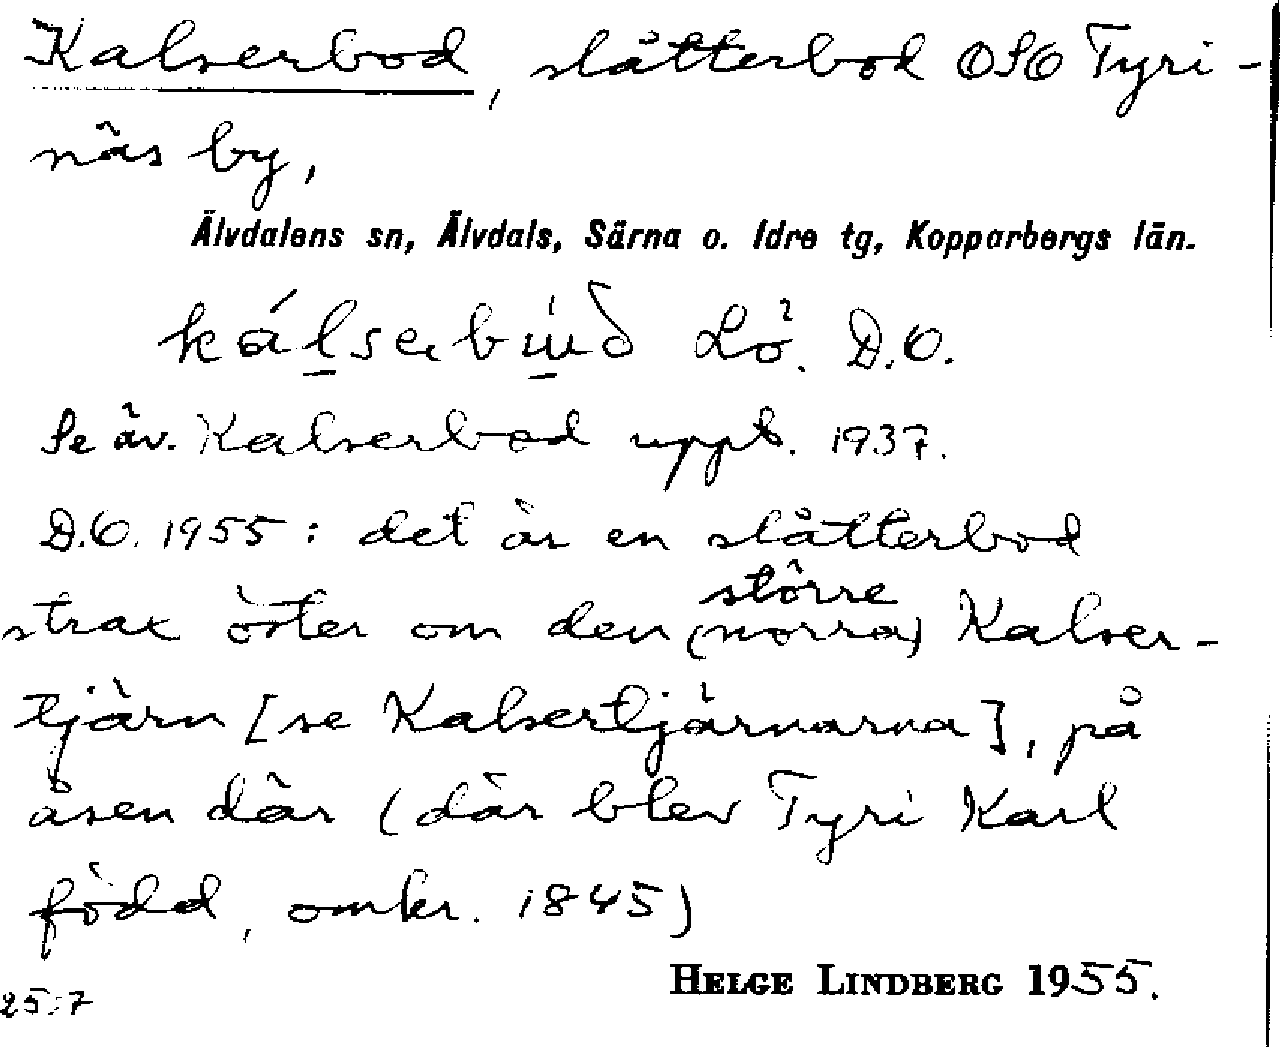 Kalserbod, slåtterbod OSO Tyri-
näs by,
Älvdalens sn, Älvdals, Särna o. Idre tg, Kopparbergs län.
Lö. D.O.
Se äv. Kalserbod uppt. 1937.
D.O. 1955: det är en slåtterbod
större
strax öster om den (norra) Kalser-
tjärn [se Kalsertjärnarna], på
åsen där (där blev Tyri Karl
född, omkr. 1845)
HELGE LINDBERG 1955.
25:7